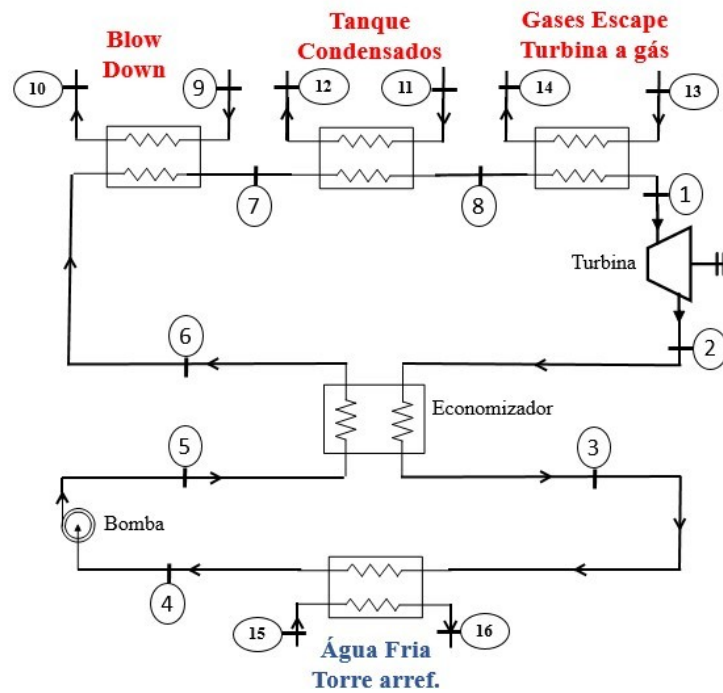 Blow
Down
Tanque
Condensados
Gases Escape
Turbina a gás
10
9
12
11
14
13
7
8
1
Turbina
2
6
Economizador
5
3
Bomba
4
15
16
Água Fria
Torre arref.